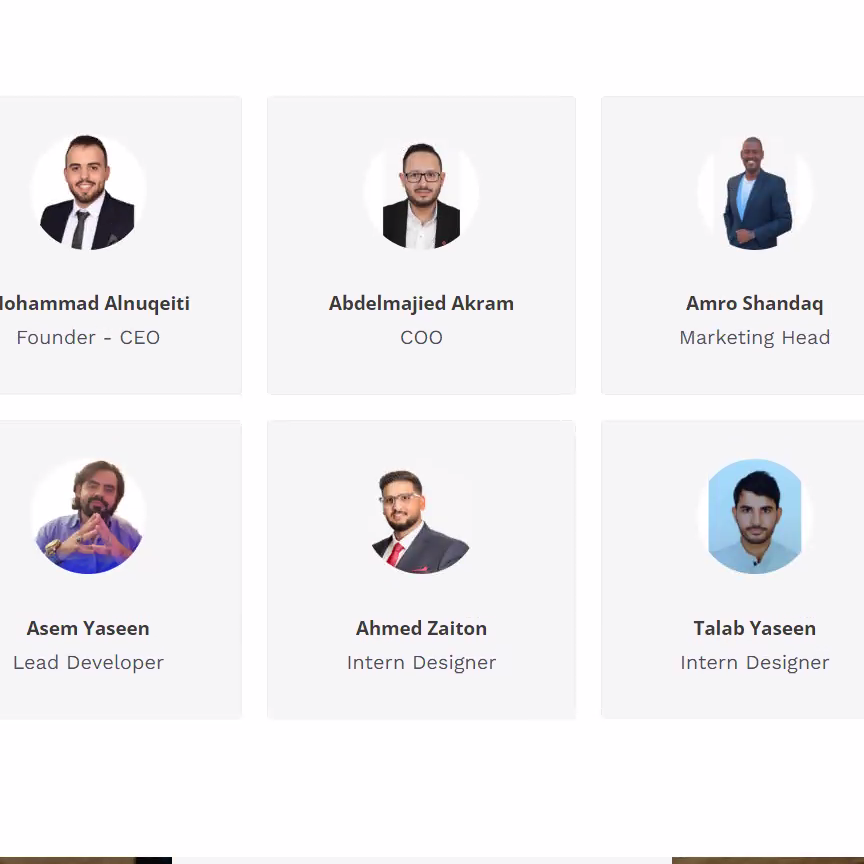 ohammad Alnuqeiti
Founder - CEO
Abdelmajied Akram
COO
Amro Shandaq
Marketing Head
Asem Yaseen
Lead Developer
Ahmed Zaiton
Intern Designer
Talab Yaseen
Intern Designer